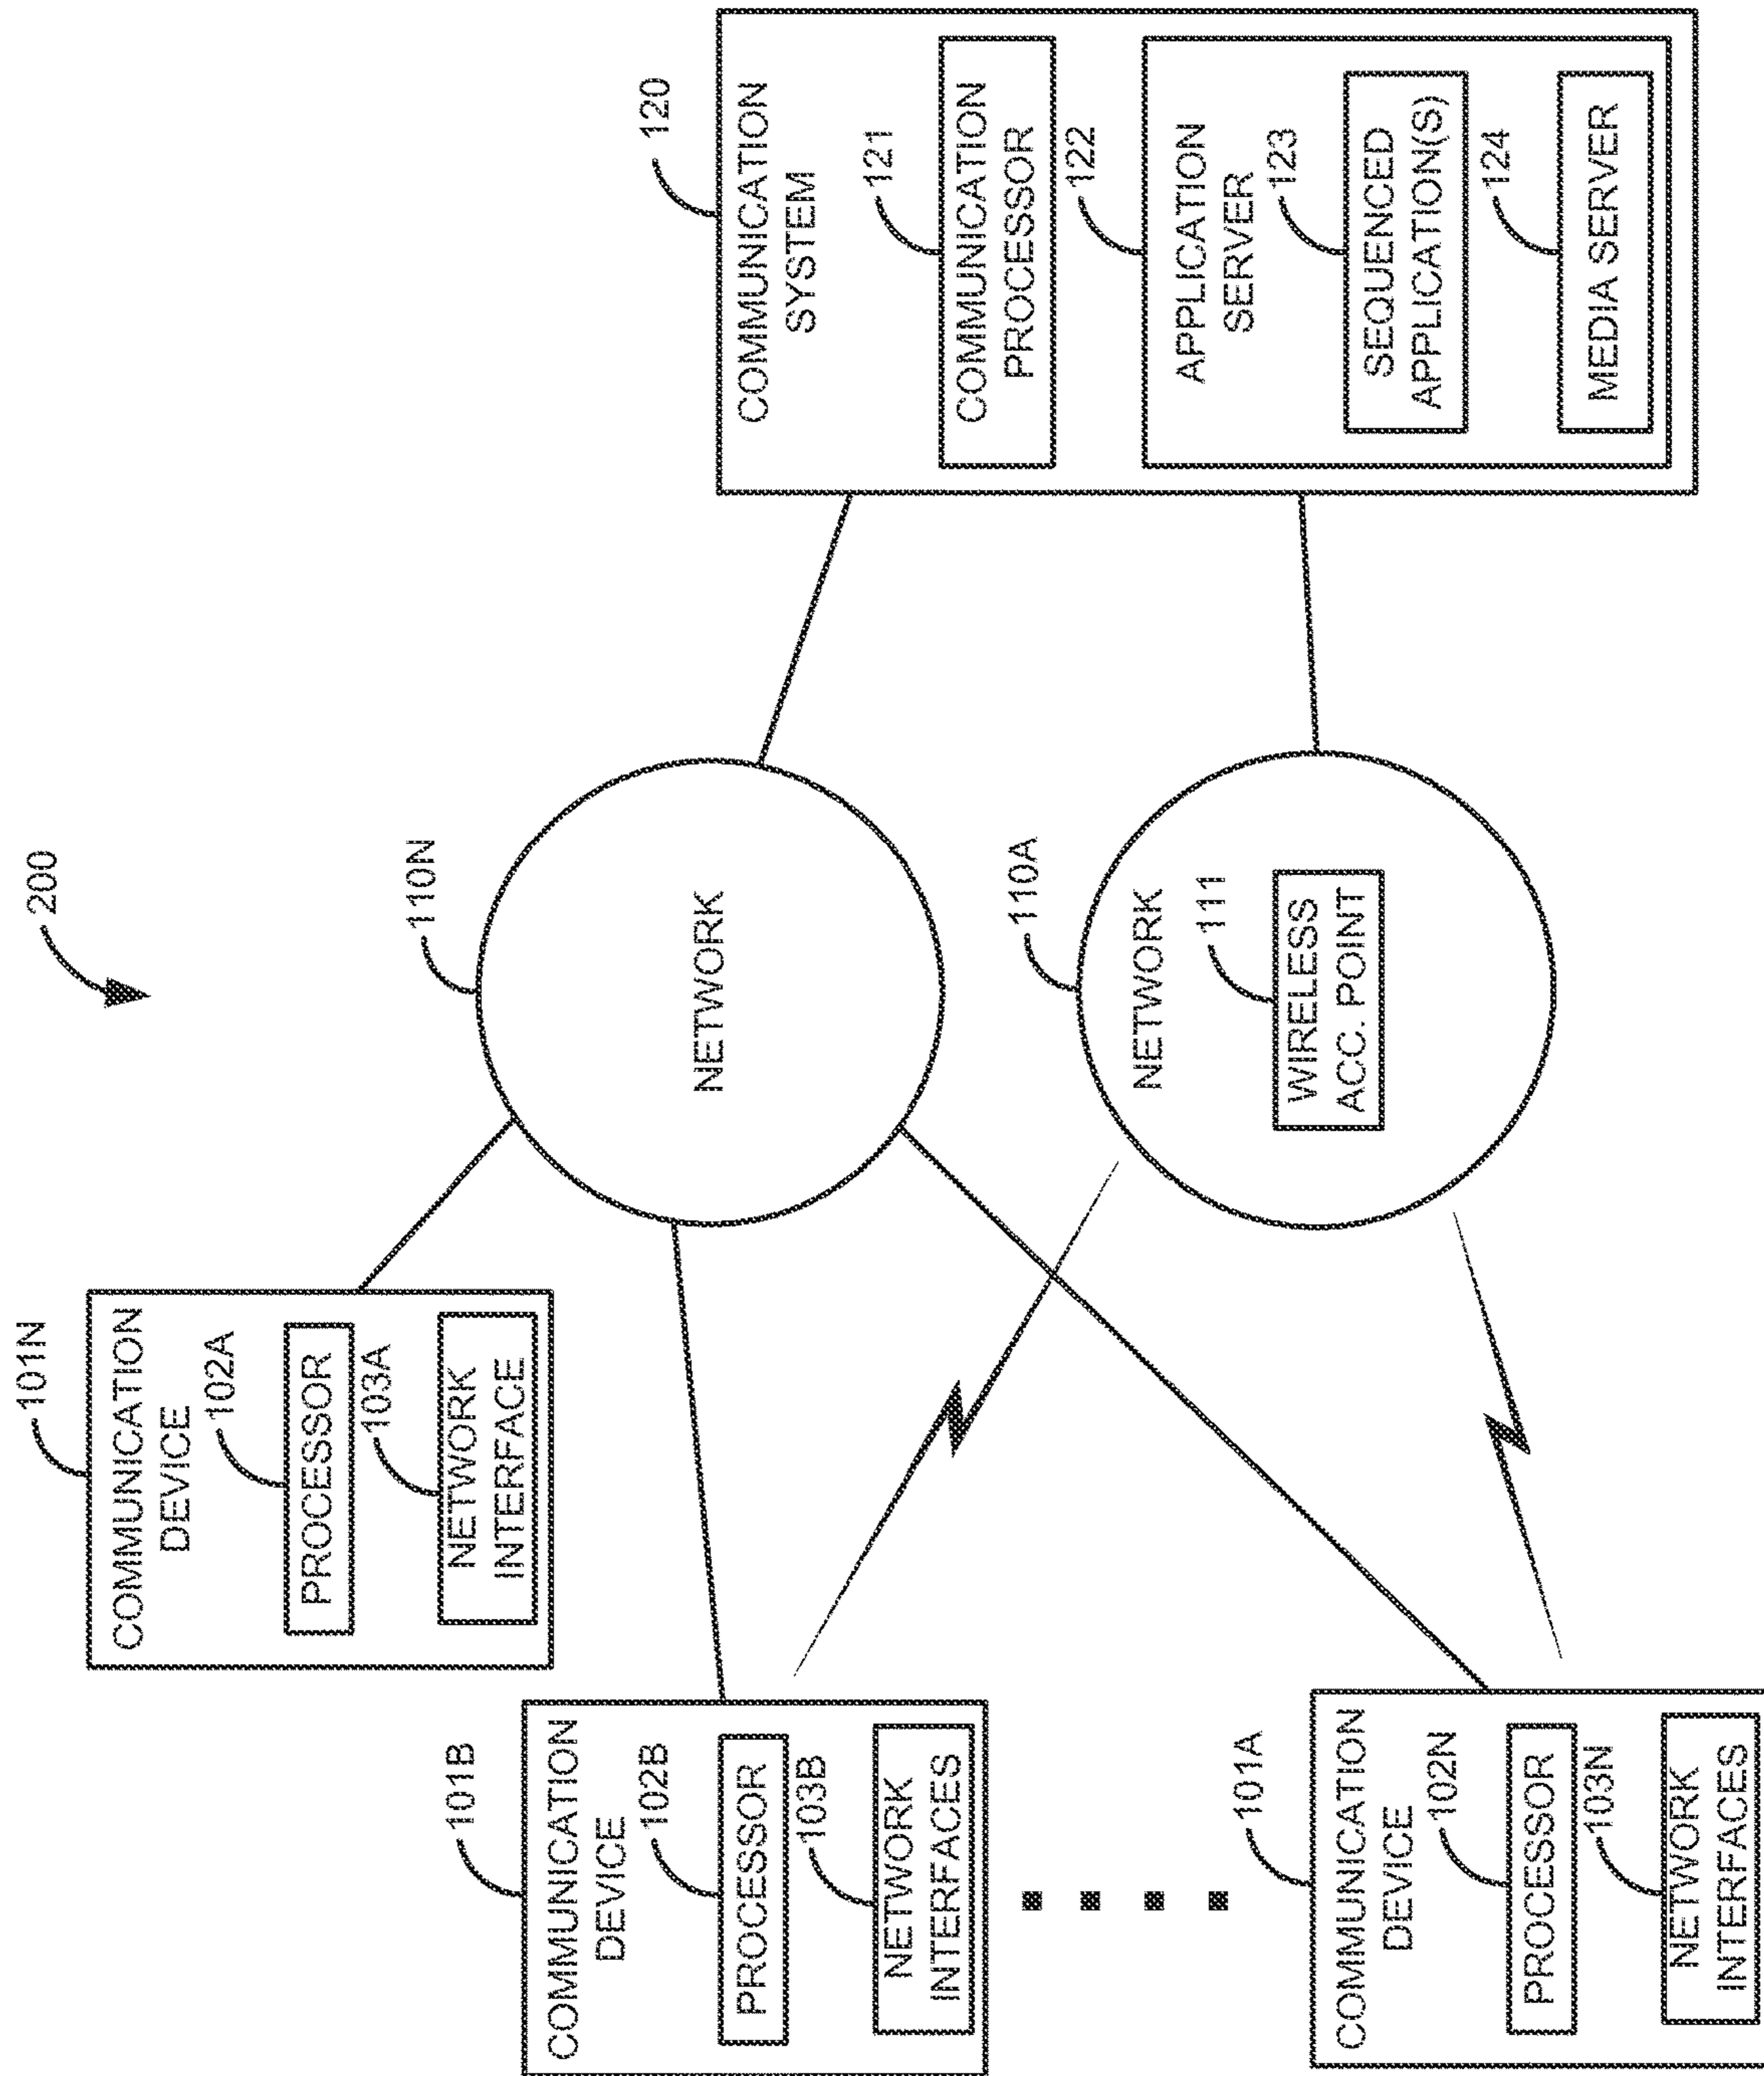 200
101N
COMMUNICATION
DEVICE
102A
PROCESSOR
103A
NETWORK
INTERFACE
101B
COMMUNICATION
DEVICE
102B
PROCESSOR
103B
NETWORK
INTERFACES
101A
COMMUNICATION
DEVICE
102N
PROCESSOR
103N
NETWORK
INTERFACES
110N
NETWORK
110A
NETWORK
111
WIRELESS
ACC. POINT
120
COMMUNICATION
SYSTEM
121
COMMUNICATION
PROCESSOR
122
APPLICATION
SERVER
123
SEQUENCED
APPLICATION(S)
124
MEDIA SERVER